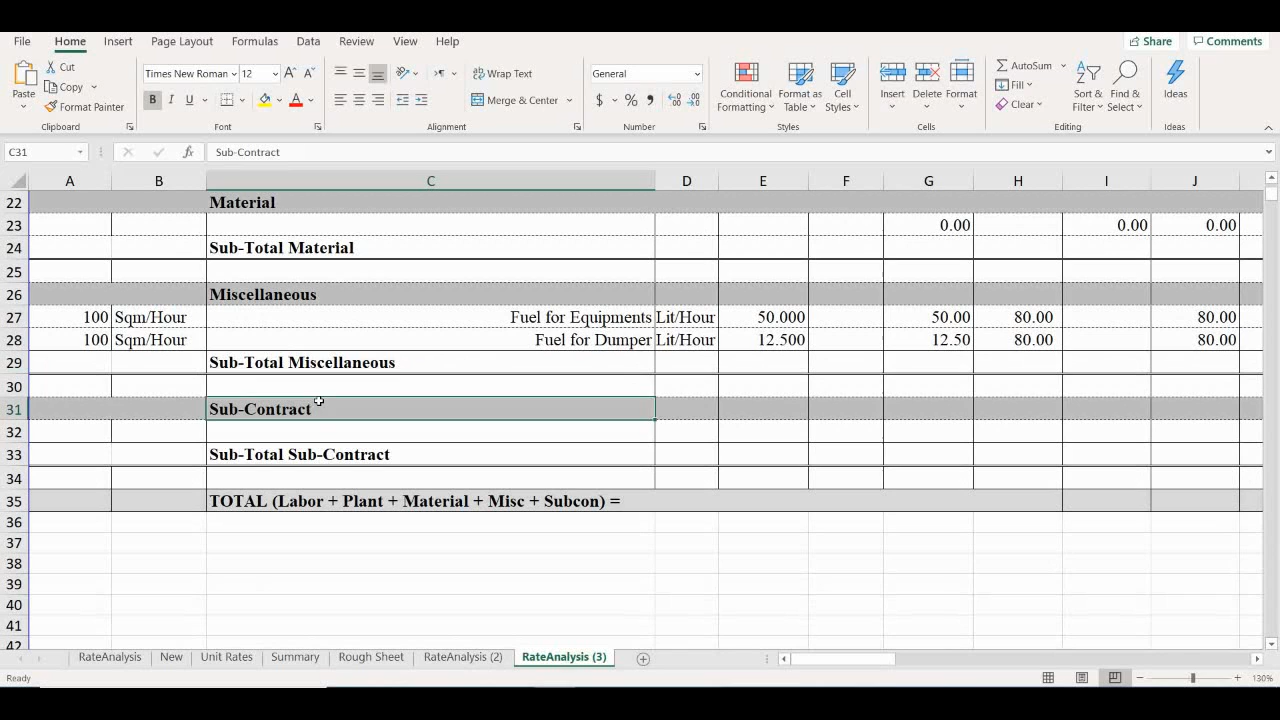 File Home Insert Page Layout Formulas Data Review View Help Share Comments
Cut
Copy
Format Painter
Paste
Clipboard
Times New Roman 12
B I U
Font
Wrap Text
Merge & Center
Alignment
General
$ % ,
Number
Conditional Formatting
Format as Table
Cell Styles
Styles
Insert Delete Format
Cells
AutoSum
Fill
Clear
Sort & Filter
Find & Select
Editing
Ideas
Ideas
C31 fx Sub-Contract
A B C D E F G H I J
22 Material
23 0.00 0.00 0.00
24 Sub-Total Material
25
26 Miscellaneous
27 100 Sqm/Hour Fuel for Equipments Lit/Hour 50.000 50.00 80.00 80.00
28 100 Sqm/Hour Fuel for Dumper Lit/Hour 12.500 12.50 80.00 80.00
29 Sub-Total Miscellaneous
30
31 Sub-Contract
32
33 Sub-Total Sub-Contract
34
35 TOTAL (Labor + Plant + Material + Misc + Subcon) =
36
37
38
39
40
41
42
RateAnalysis New Unit Rates Summary Rough Sheet RateAnalysis (2) RateAnalysis (3)
Ready 130%